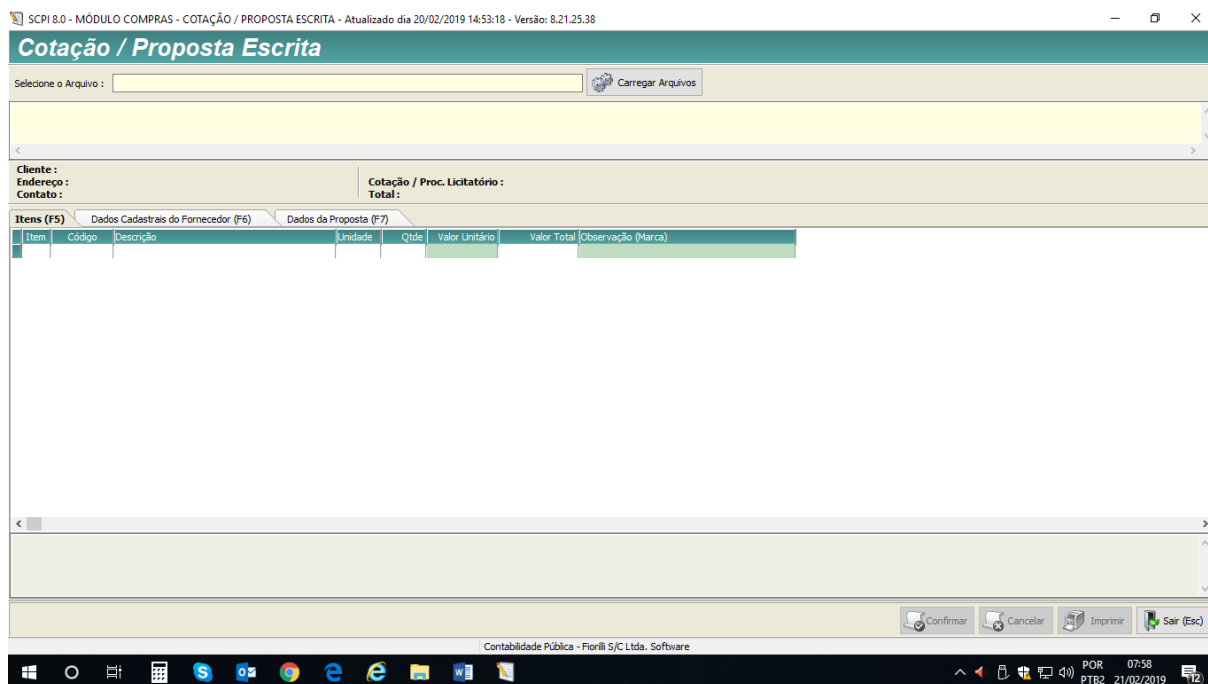 SCPI 8.0 - MÓDULO COMPRAS - COTAÇÃO / PROPOSTA ESCRITA - Atualizado dia 20/02/2019 14:53:18 - Versão: 8.21.25.38
Cotação / Proposta Escrita
Selecione o Arquivo : Carregar Arquivos
Cliente :
Endereço : Cotação / Proc. Licitatório :
Contato : Total :
Itens (F5) Dados Cadastrais do Fornecedor (F6) Dados da Proposta (F7)
Item Código Descrição Unidade Qtde Valor Unitário Valor Total Observação (Marca)
Confirmar Cancelar Imprimir Sair (Esc)
Contabilidade Pública - Fiorilli S/C Ltda. Software
POR 07:58
PTB2 21/02/2019 12